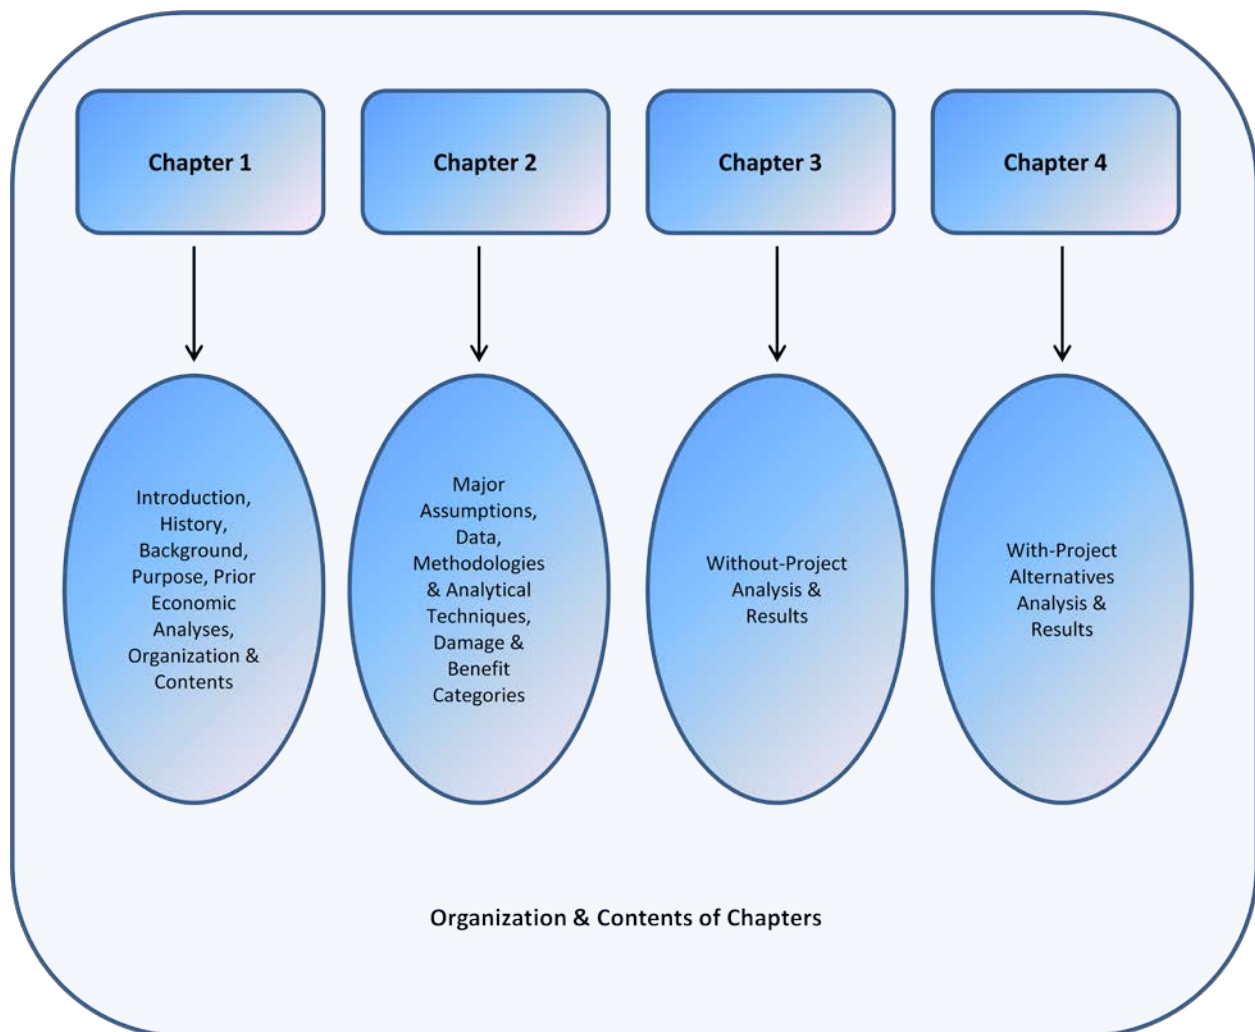 Chapter 1
Chapter 2
Chapter 3
Chapter 4
Introduction,
History,
Background,
Purpose, Prior
Economic
Analyses,
Organization &
Contents
Major
Assumptions,
Data,
Methodologies
& Analytical
Techniques,
Damage &
Benefit
Categories
Without-Project
Analysis &
Results
With-Project
Alternatives
Analysis &
Results
Organization & Contents of Chapters